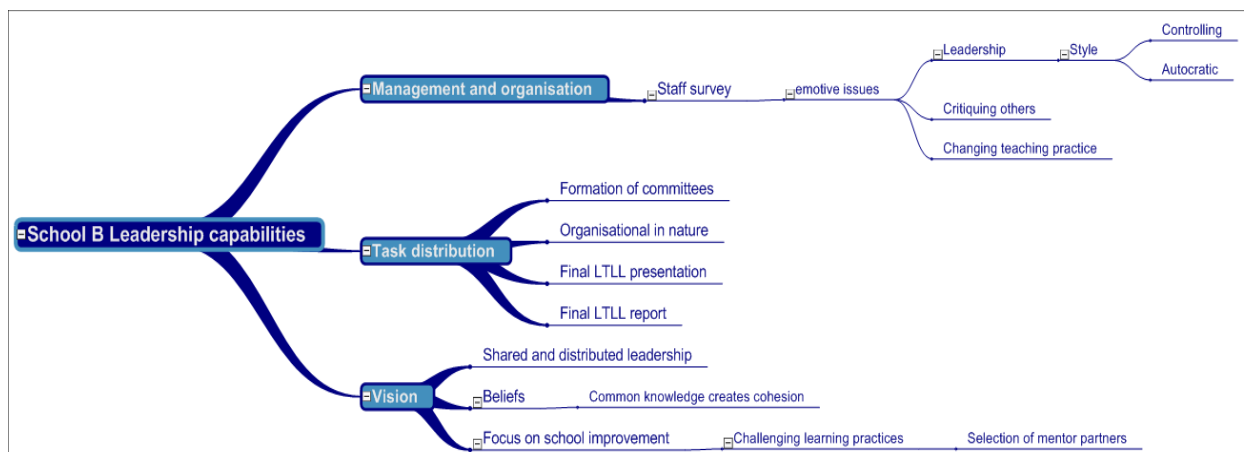 School B Leadership capabilities
Management and organisation
Staff survey
emotive issues
Leadership
Style
Controlling
Autocratic
Critiquing others
Changing teaching practice
Task distribution
Formation of committees
Organisational in nature
Final LTLL presentation
Final LTLL report
Vision
Shared and distributed leadership
Beliefs
Common knowledge creates cohesion
Focus on school improvement
Challenging learning practices
Selection of mentor partners